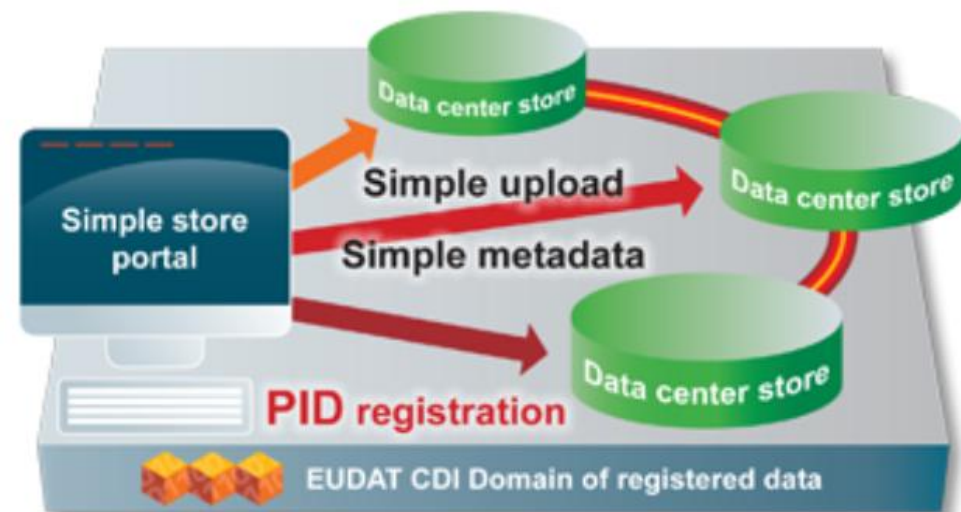 Data center store
Simple upload
Data center store
Simple store
portal
Simple metadata
Data center store
PID registration
EUDAT CDI Domain of registered data